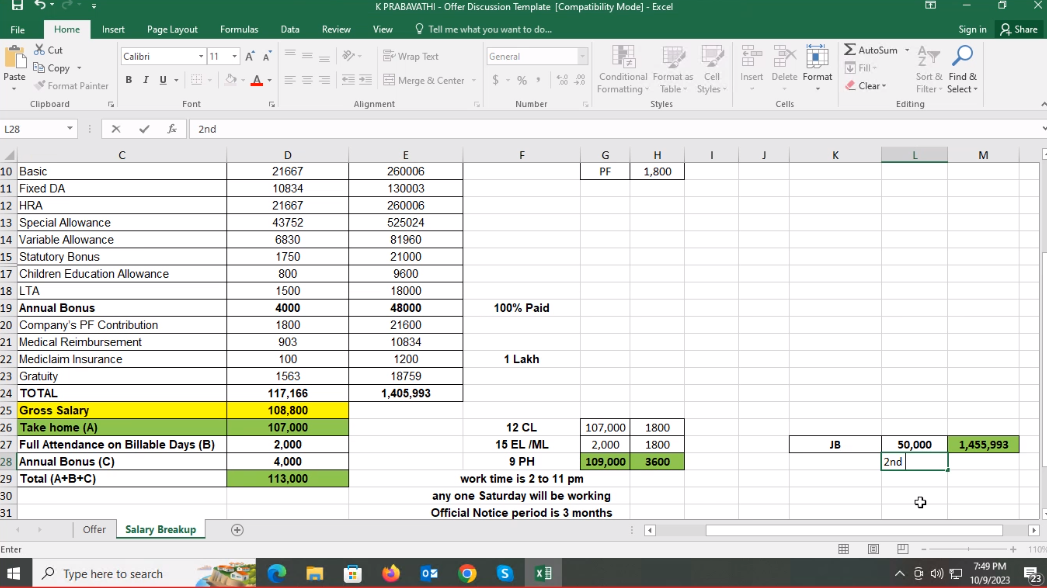 K PRABAVATHI - Offer Discussion Template [Compatibility Mode] - Excel
File Home Insert Page Layout Formulas Data Review View Tell me what you want to do... Sign in Share
Cut
Copy
Format Painter
Paste
Calibri 11
B I U
Wrap Text
Merge & Center
General
$ % ,
Conditional Formatting
Format as Table
Cell Styles
Insert Delete Format
AutoSum
Fill
Clear
Sort & Filter
Find & Select
Clipboard Font Alignment Number Styles Cells Editing
L28 fx 2nd
C D E F G H I J K L M
10 Basic 21667 260006 PF 1,800
11 Fixed DA 10834 130003
12 HRA 21667 260006
13 Special Allowance 43752 525024
14 Variable Allowance 6830 81960
15 Statutory Bonus 1750 21000
17 Children Education Allowance 800 9600
18 LTA 1500 18000
19 Annual Bonus 4000 48000 100% Paid
20 Company's PF Contribution 1800 21600
21 Medical Reimbursement 903 10834
22 Mediclaim Insurance 100 1200 1 Lakh
23 Gratuity 1563 18759
24 TOTAL 117,166 1,405,993
25 Gross Salary 108,800
26 Take home (A) 107,000 12 CL 107,000 1800
27 Full Attendance on Billable Days (B) 2,000 15 EL /ML 2,000 1800 JB 50,000 1,455,993
28 Annual Bonus (C) 4,000 9 PH 109,000 3600 2nd
29 Total (A+B+C) 113,000 work time is 2 to 11 pm
30 any one Saturday will be working
31 Official Notice period is 3 months
Offer Salary Breakup
Enter 110%
Type here to search
7:49 PM
10/9/2023
23